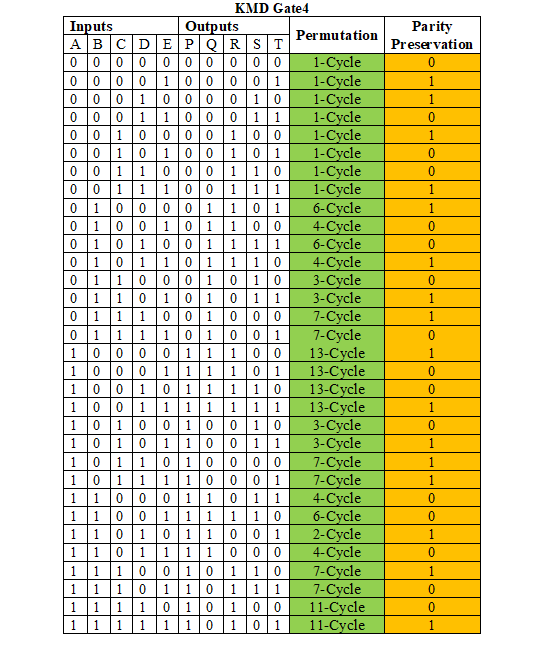 KMD Gate4
Inputs Outputs Permutation Parity Preservation
A B C D E P Q R S T
0 0 0 0 0 0 0 0 0 0 1-Cycle 0
0 0 0 0 1 0 0 0 0 1 1-Cycle 1
0 0 0 1 0 0 0 0 1 0 1-Cycle 1
0 0 0 1 1 0 0 0 1 1 1-Cycle 0
0 0 1 0 0 0 0 1 0 0 1-Cycle 1
0 0 1 0 1 0 0 1 0 1 1-Cycle 0
0 0 1 1 0 0 0 1 1 0 1-Cycle 0
0 0 1 1 1 0 0 1 1 1 1-Cycle 1
0 1 0 0 0 0 1 1 0 1 6-Cycle 1
0 1 0 0 1 0 1 1 0 0 4-Cycle 0
0 1 0 1 0 0 1 1 1 1 6-Cycle 0
0 1 0 1 1 0 1 1 1 0 4-Cycle 1
0 1 1 0 0 0 1 0 1 0 3-Cycle 0
0 1 1 0 1 0 1 0 1 1 3-Cycle 1
0 1 1 1 0 0 1 0 0 0 7-Cycle 1
0 1 1 1 1 0 1 0 0 1 7-Cycle 0
1 0 0 0 0 1 1 1 0 0 13-Cycle 1
1 0 0 0 1 1 1 1 0 1 13-Cycle 0
1 0 0 1 0 1 1 1 1 0 13-Cycle 0
1 0 0 1 1 1 1 1 1 1 13-Cycle 1
1 0 1 0 0 1 0 0 1 0 3-Cycle 0
1 0 1 0 1 1 0 0 1 1 3-Cycle 1
1 0 1 1 0 1 0 0 0 0 7-Cycle 1
1 0 1 1 1 1 0 0 0 1 7-Cycle 1
1 1 0 0 0 1 1 0 1 1 4-Cycle 0
1 1 0 0 1 1 1 1 1 0 6-Cycle 0
1 1 0 1 0 1 1 0 0 1 2-Cycle 1
1 1 0 1 1 1 1 0 0 0 4-Cycle 0
1 1 1 0 0 1 0 1 1 0 7-Cycle 1
1 1 1 0 1 1 0 1 1 1 7-Cycle 0
1 1 1 1 0 1 0 1 0 0 11-Cycle 0
1 1 1 1 1 1 0 1 0 1 11-Cycle 1